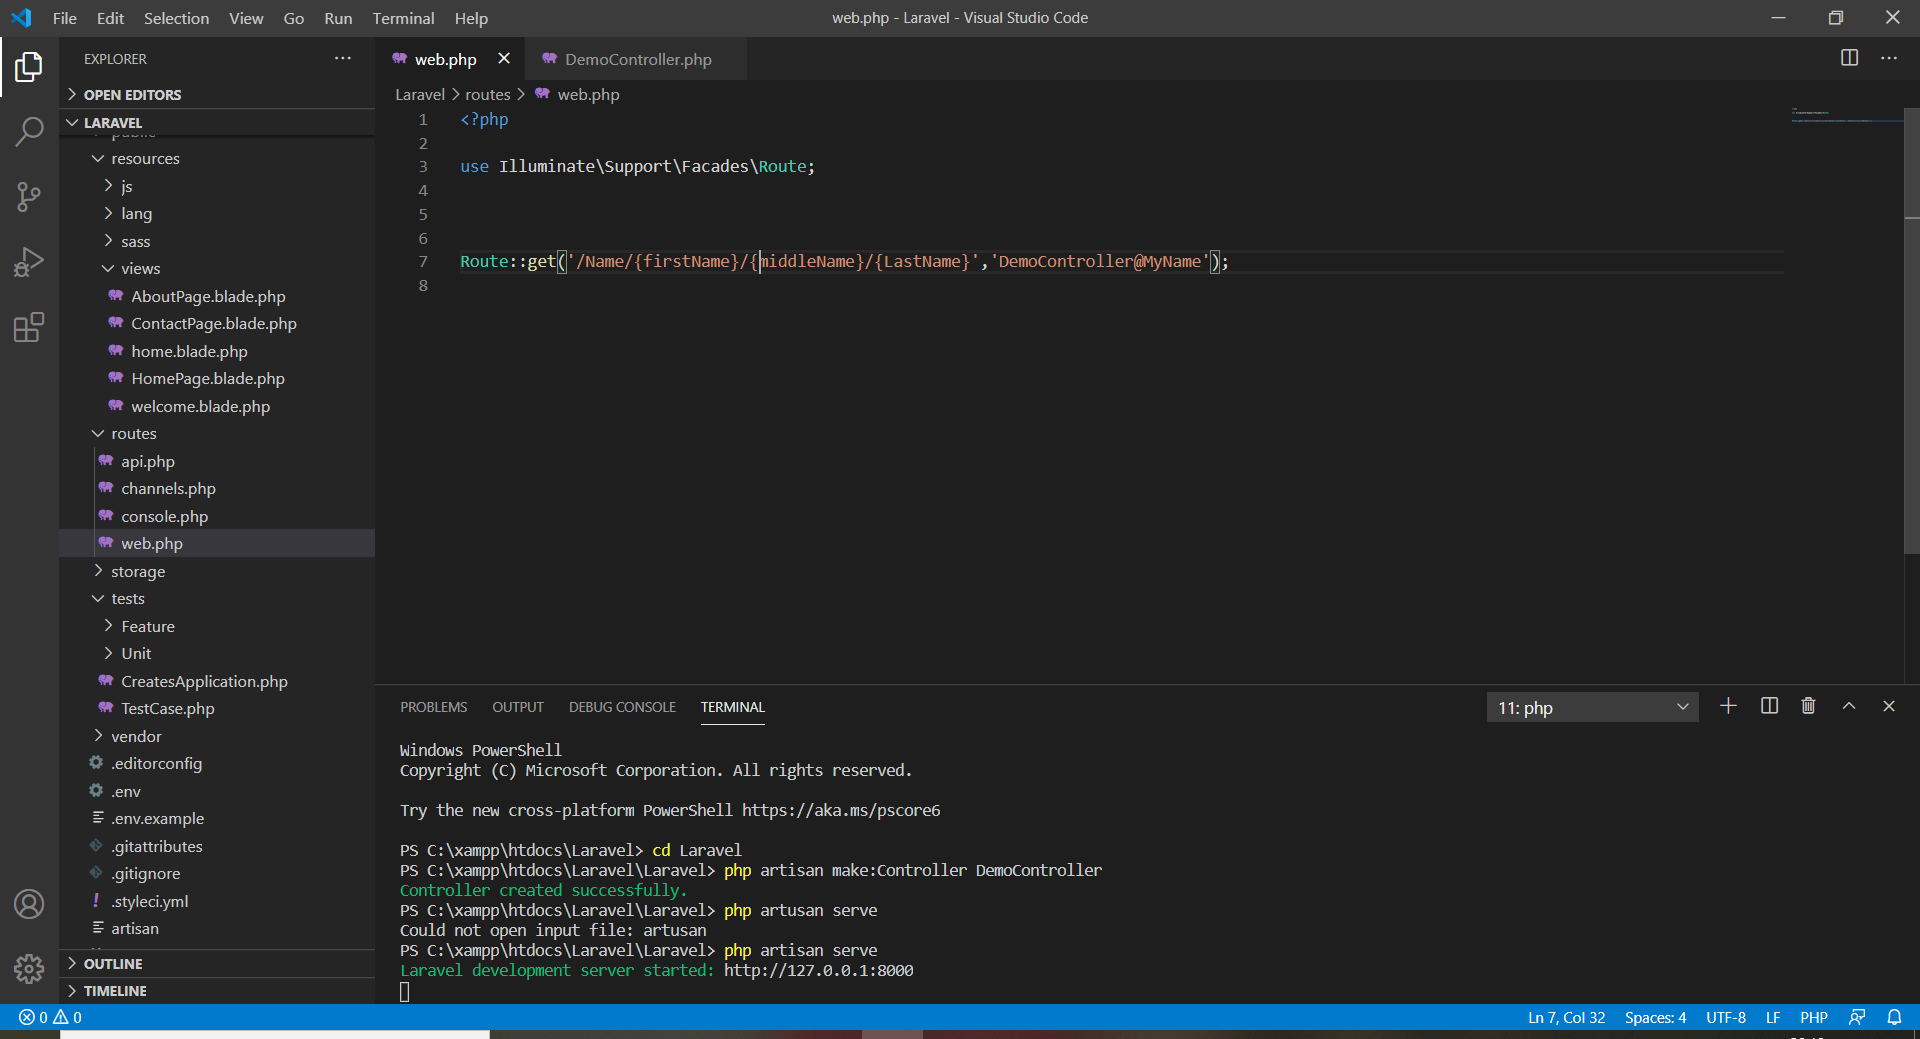 File Edit Selection View Go Run Terminal Help
web.php - Laravel - Visual Studio Code
EXPLORER
OPEN EDITORS
LARAVEL
public
resources
js
lang
sass
views
AboutPage.blade.php
ContactPage.blade.php
home.blade.php
HomePage.blade.php
welcome.blade.php
routes
api.php
channels.php
console.php
web.php
storage
tests
Feature
Unit
CreatesApplication.php
TestCase.php
vendor
.editorconfig
.env
.env.example
.gitattributes
.gitignore
.styleci.yml
artisan
OUTLINE
TIMELINE
web.php DemoController.php
Laravel > routes > web.php
1 <?php
2
3 use Illuminate\Support\Facades\Route;
4
5
6
7 Route::get('/Name/{firstName}/{middleName}/{LastName}','DemoController@MyName');
8
PROBLEMS OUTPUT DEBUG CONSOLE TERMINAL
11: php
Windows PowerShell
Copyright (C) Microsoft Corporation. All rights reserved.
Try the new cross-platform PowerShell https://aka.ms/pscore6
PS C:\xampp\htdocs\Laravel> cd Laravel
PS C:\xampp\htdocs\Laravel\Laravel> php artisan make:Controller DemoController
Controller created successfully.
PS C:\xampp\htdocs\Laravel\Laravel> php artusan serve
Could not open input file: artusan
PS C:\xampp\htdocs\Laravel\Laravel> php artisan serve
Laravel development server started: http://127.0.0.1:8000
0 0
Ln 7, Col 32 Spaces: 4 UTF-8 LF PHP